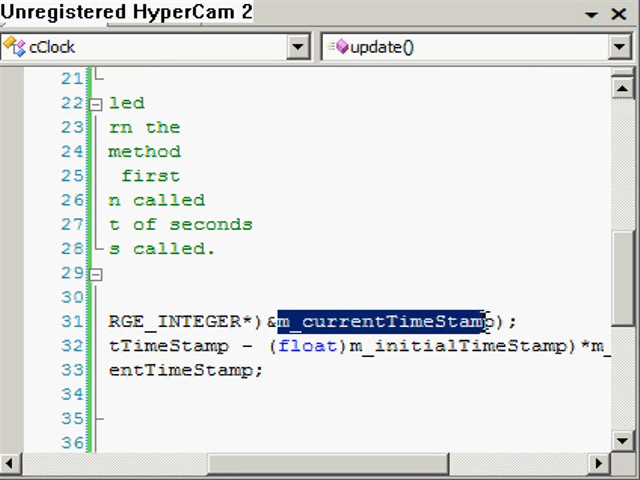 Unregistered HyperCam 2
cClock
update()
21
22 led
23 rn the
24 method
25 first
26 n called
27 t of seconds
28 s called.
29
30
31 RGE_INTEGER*)&m_currentTimeStamp);
32 tTimeStamp - (float)m_initialTimeStamp)*m_
33 entTimeStamp;
34
35
36